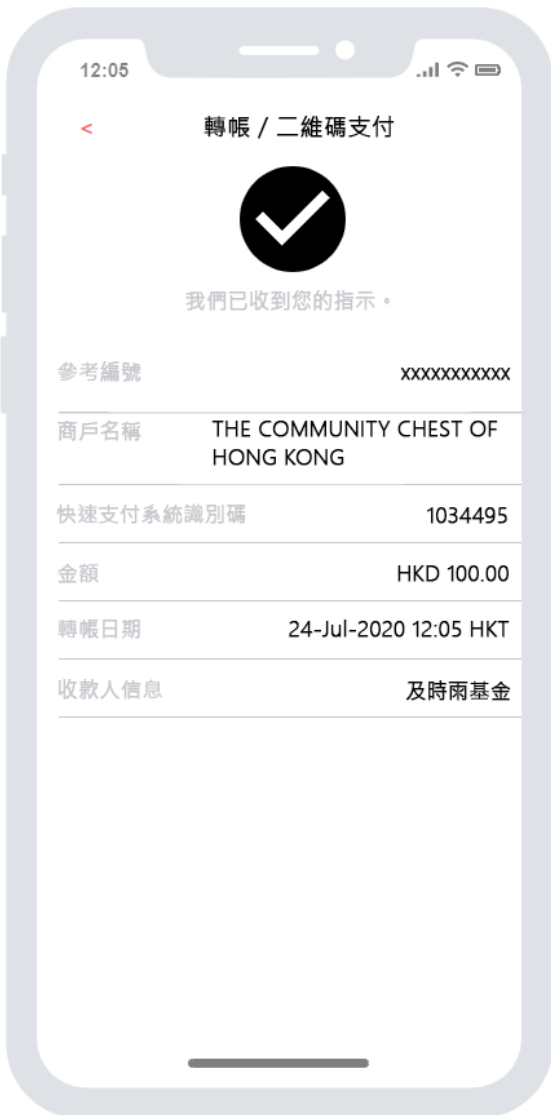 12:05
< 轉帳 / 二維碼支付
我們已收到您的指示。
參考編號 xxxxxxxxxxx
商戶名稱 THE COMMUNITY CHEST OF
HONG KONG
快速支付系統識別碼 1034495
金額 HKD 100.00
轉帳日期 24-Jul-2020 12:05 HKT
收款人信息 及時雨基金